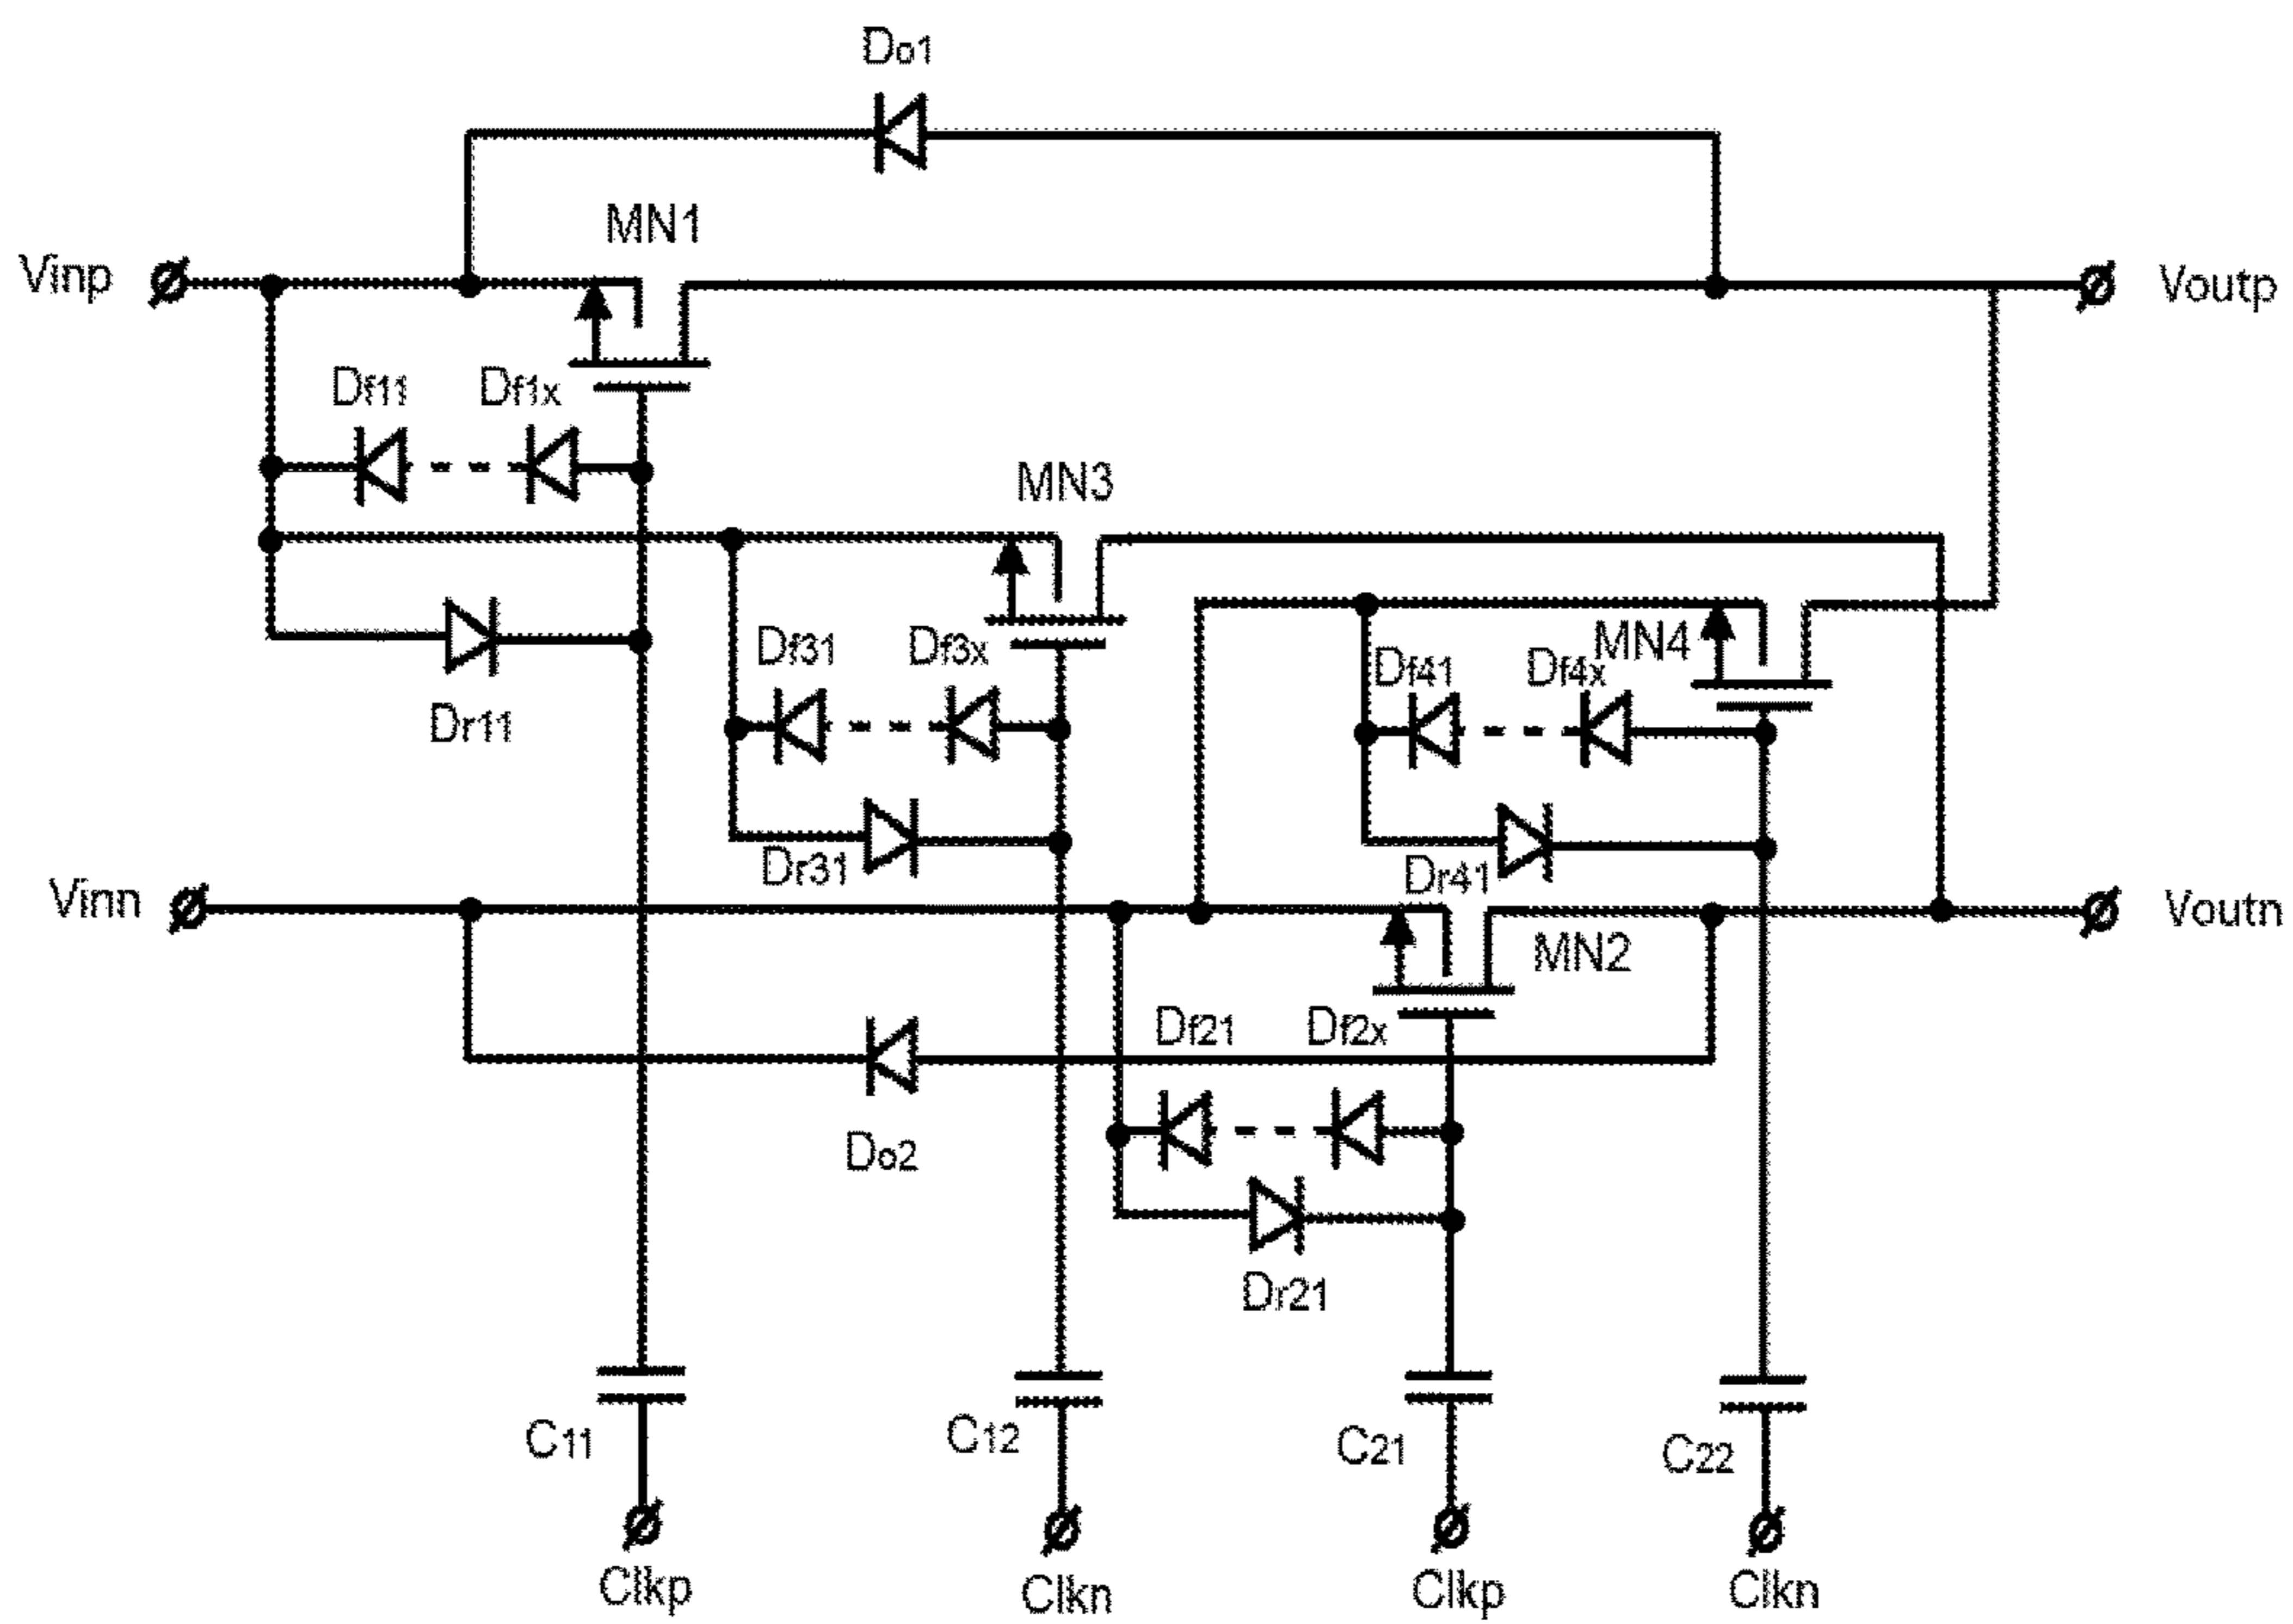 Do1
MN1
Vinp
Voutp
Df11
Df1x
MN3
Df31
Df3x
MN4
Df41
Df4x
Dr11
Dr31
Dr41
Vinn
Voutn
MN2
Df21
Df2x
Do2
Dr21
C11
C12
C21
C22
Clkp
Clkn
Clkp
Clkn